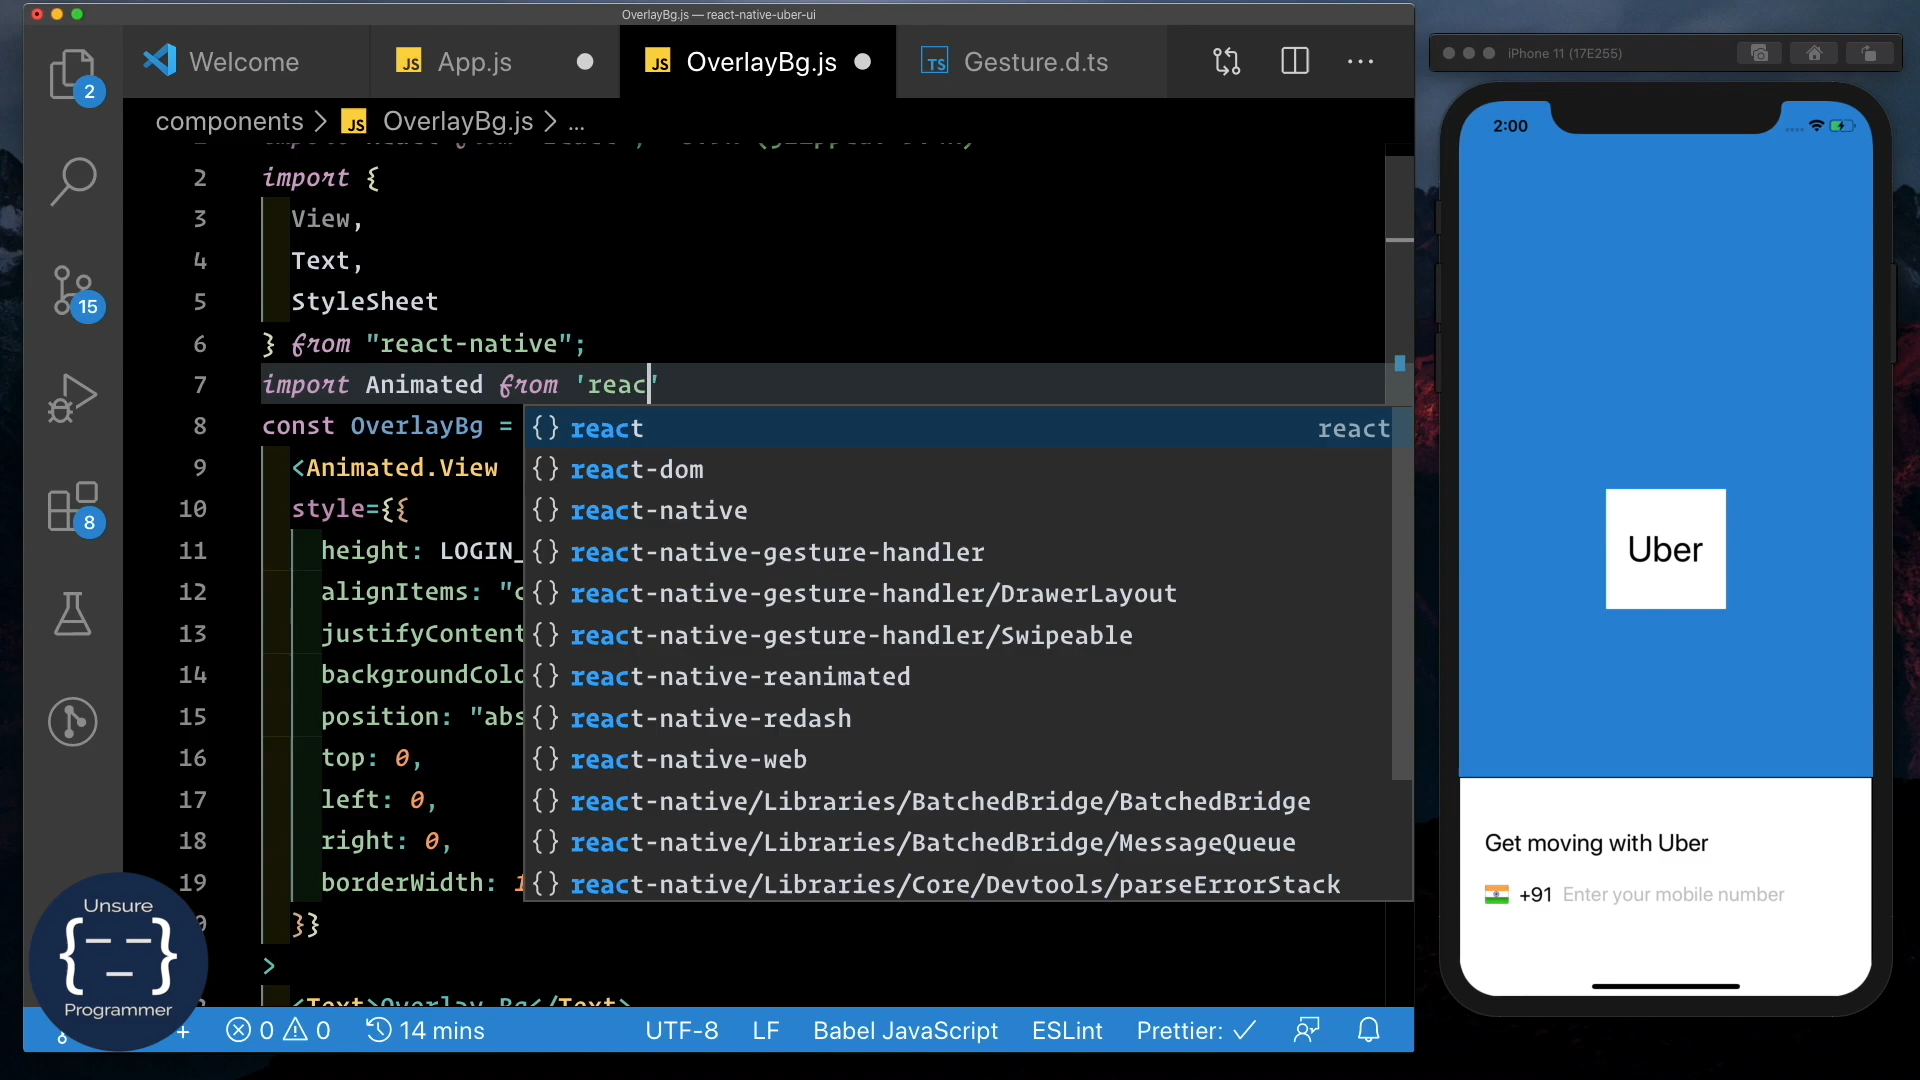 OverlayBg.js — react-native-uber-ui
Welcome
JS App.js
JS OverlayBg.js
TS Gesture.d.ts
components > JS OverlayBg.js > ...
2 import {
3 View,
4 Text,
5 StyleSheet
6 } from "react-native";
7 import Animated from 'reac'
8 const OverlayBg =
9 <Animated.View
10 style={{
11 height: LOGIN_
12 alignItems: "c
13 justifyContent
14 backgroundColo
15 position: "abs
16 top: 0,
17 left: 0,
18 right: 0,
19 borderWidth: 1
}}
>
<Text>Overlay Bg</Text>
{} react react
{} react-dom
{} react-native
{} react-native-gesture-handler
{} react-native-gesture-handler/DrawerLayout
{} react-native-gesture-handler/Swipeable
{} react-native-reanimated
{} react-native-redash
{} react-native-web
{} react-native/Libraries/BatchedBridge/BatchedBridge
{} react-native/Libraries/BatchedBridge/MessageQueue
{} react-native/Libraries/Core/Devtools/parseErrorStack
2
15
8
Unsure
Programmer
0 0 14 mins UTF-8 LF Babel JavaScript ESLint Prettier: ✓
iPhone 11 (17E255)
2:00
Uber
Get moving with Uber
+91 Enter your mobile number